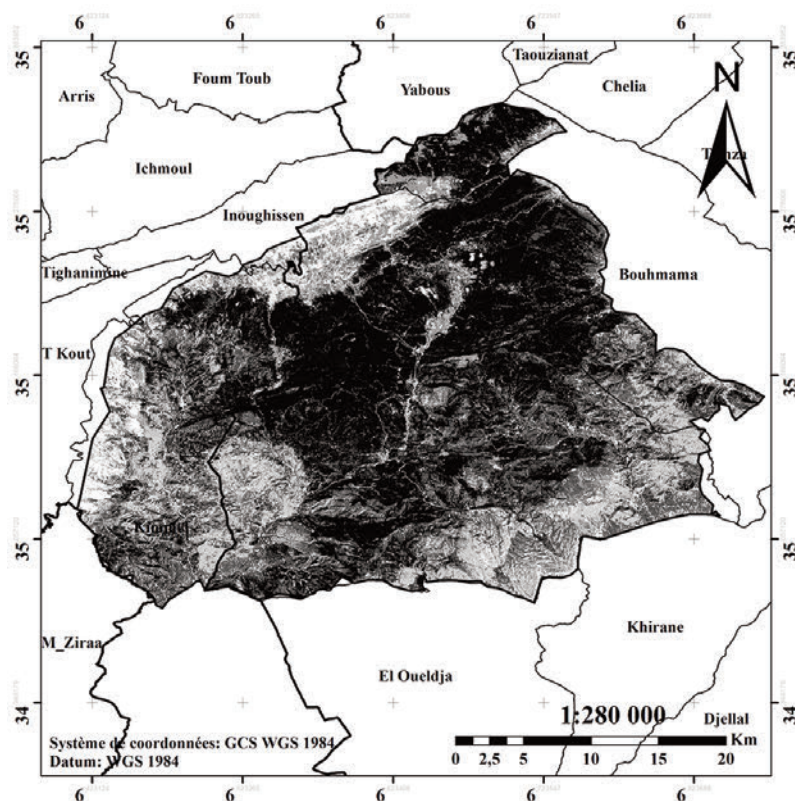 6 6 6 6 6
35 35
Taouzianat
Foum Toub
Yabous
Chelia
N
Arris
Ichmoul
35 35
Inoughissen
Tighanimine
Bouhmama
T Kout
35 35
35 35
M_Ziraa
Khirane
El Oueldja
34 34
1:280 000
Djellal
Système de coordonnées: GCS WGS 1984
Km
Datum: WGS 1984
0 2,5 5 10 15 20
6 6 6 6 6